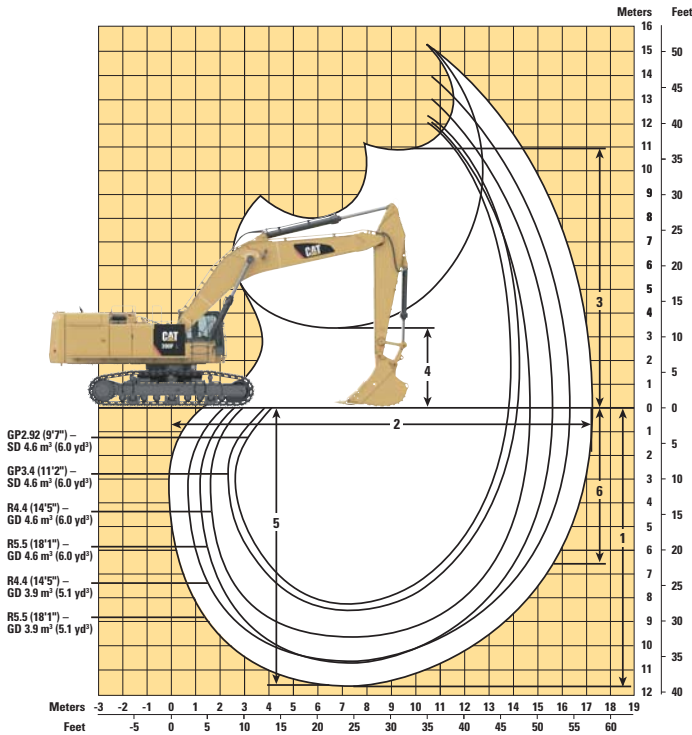 Meters Feet
16
15 50
14 45
13
12 40
11
10 35
9 30
8
7 25
6 20
5
4 15
3 10
2
1 5
0 0
1
2 5
3 10
4
5 15
6 20
7
8 25
9 30
10
11 35
12 40
CAT
CAT
390F L
3
4
2
6
5
1
GP2.92 (9'7") –
SD 4.6 m³ (6.0 yd³)
GP3.4 (11'2") –
SD 4.6 m³ (6.0 yd³)
R4.4 (14'5") –
GD 4.6 m³ (6.0 yd³)
R5.5 (18'1") –
GD 4.6 m³ (6.0 yd³)
R4.4 (14'5") –
GD 3.9 m³ (5.1 yd³)
R5.5 (18'1") –
GD 3.9 m³ (5.1 yd³)
Meters -3 -2 -1 0 1 2 3 4 5 6 7 8 9 10 11 12 13 14 15 16 17 18 19
Feet -5 0 5 10 15 20 25 30 35 40 45 50 55 60